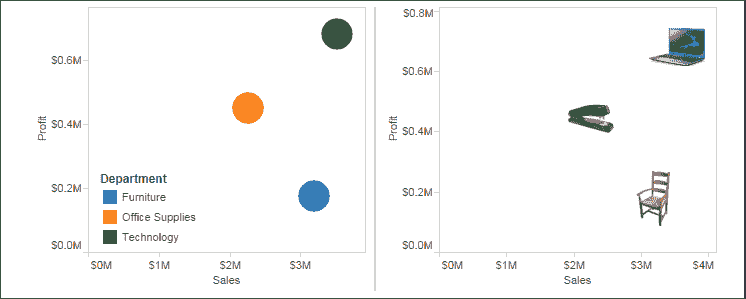 $0.6M
$0.4M
$0.2M
$0.0M
Profit
Department
Furniture
Office Supplies
Technology
$0M $1M $2M $3M
Sales
$0.8M
$0.6M
$0.4M
$0.2M
$0.0M
Profit
$0M $1M $2M $3M $4M
Sales